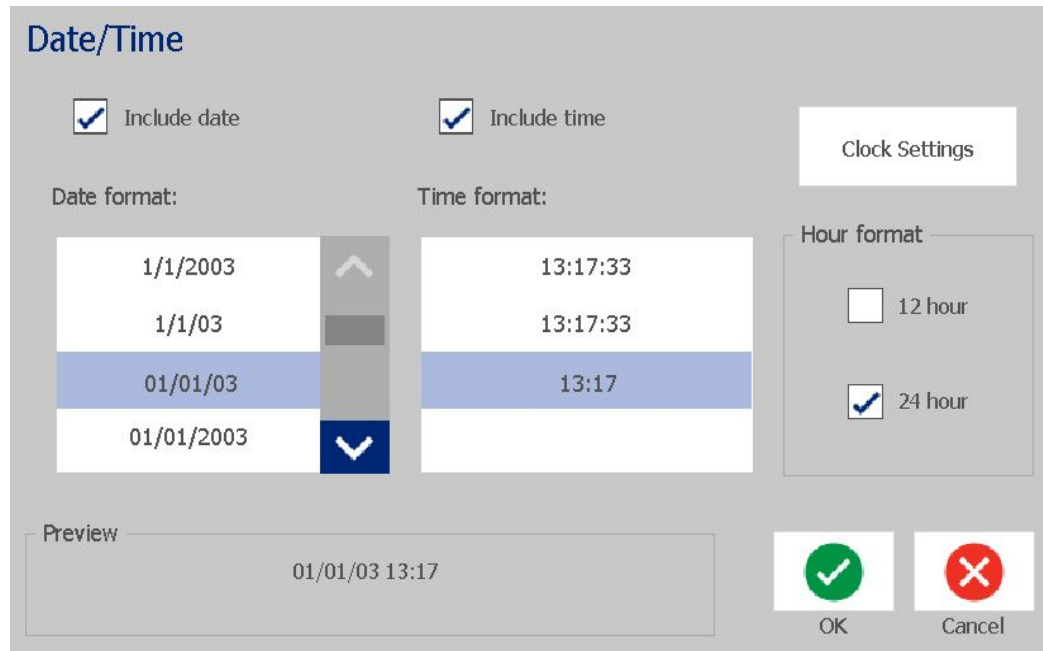 Date/Time
Include date
Include time
Clock Settings
Date format:
1/1/2003
1/1/03
01/01/03
01/01/2003
Time format:
13:17:33
13:17:33
13:17
Hour format
12 hour
24 hour
Preview
01/01/03 13:17
OK
Cancel